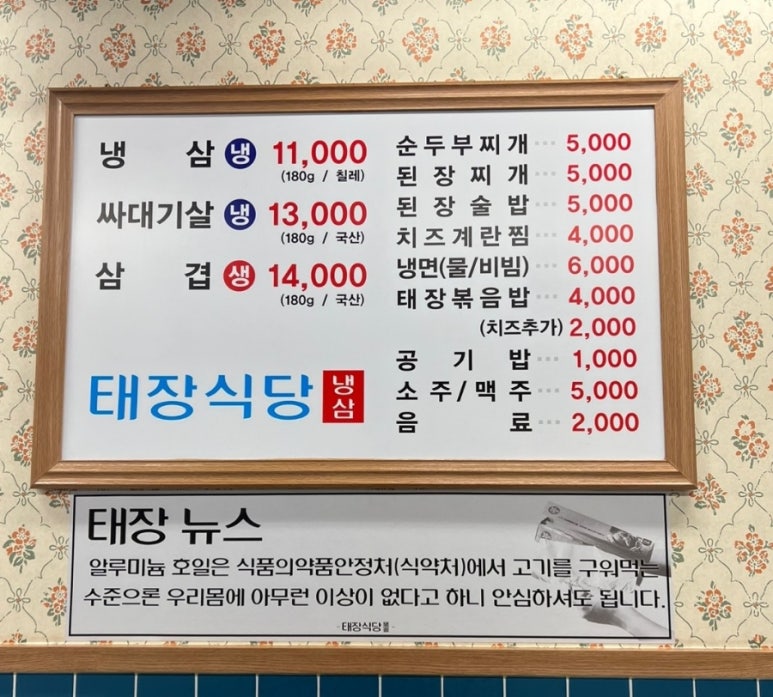 냉 삼 냉 11,000
(180g / 칠레)
싸대기살 냉 13,000
(180g / 국산)
삼 겹 생 14,000
(180g / 국산)
태장식당 냉삼
순두부찌개 ··· 5,000
된장찌개 ··· 5,000
된장술밥 ··· 5,000
치즈계란찜 ··· 4,000
냉면(물/비빔) ··· 6,000
태장볶음밥 ··· 4,000
(치즈추가) 2,000
공기밥 ··· 1,000
소주/맥주 ··· 5,000
음료 ··· 2,000
태장 뉴스
알루미늄 호일은 식품의약품안정처(식약처)에서 고기를 구워먹는
수준으론 우리몸에 아무런 이상이 없다고 하니 안심하셔도 됩니다.
- 태장식당 -